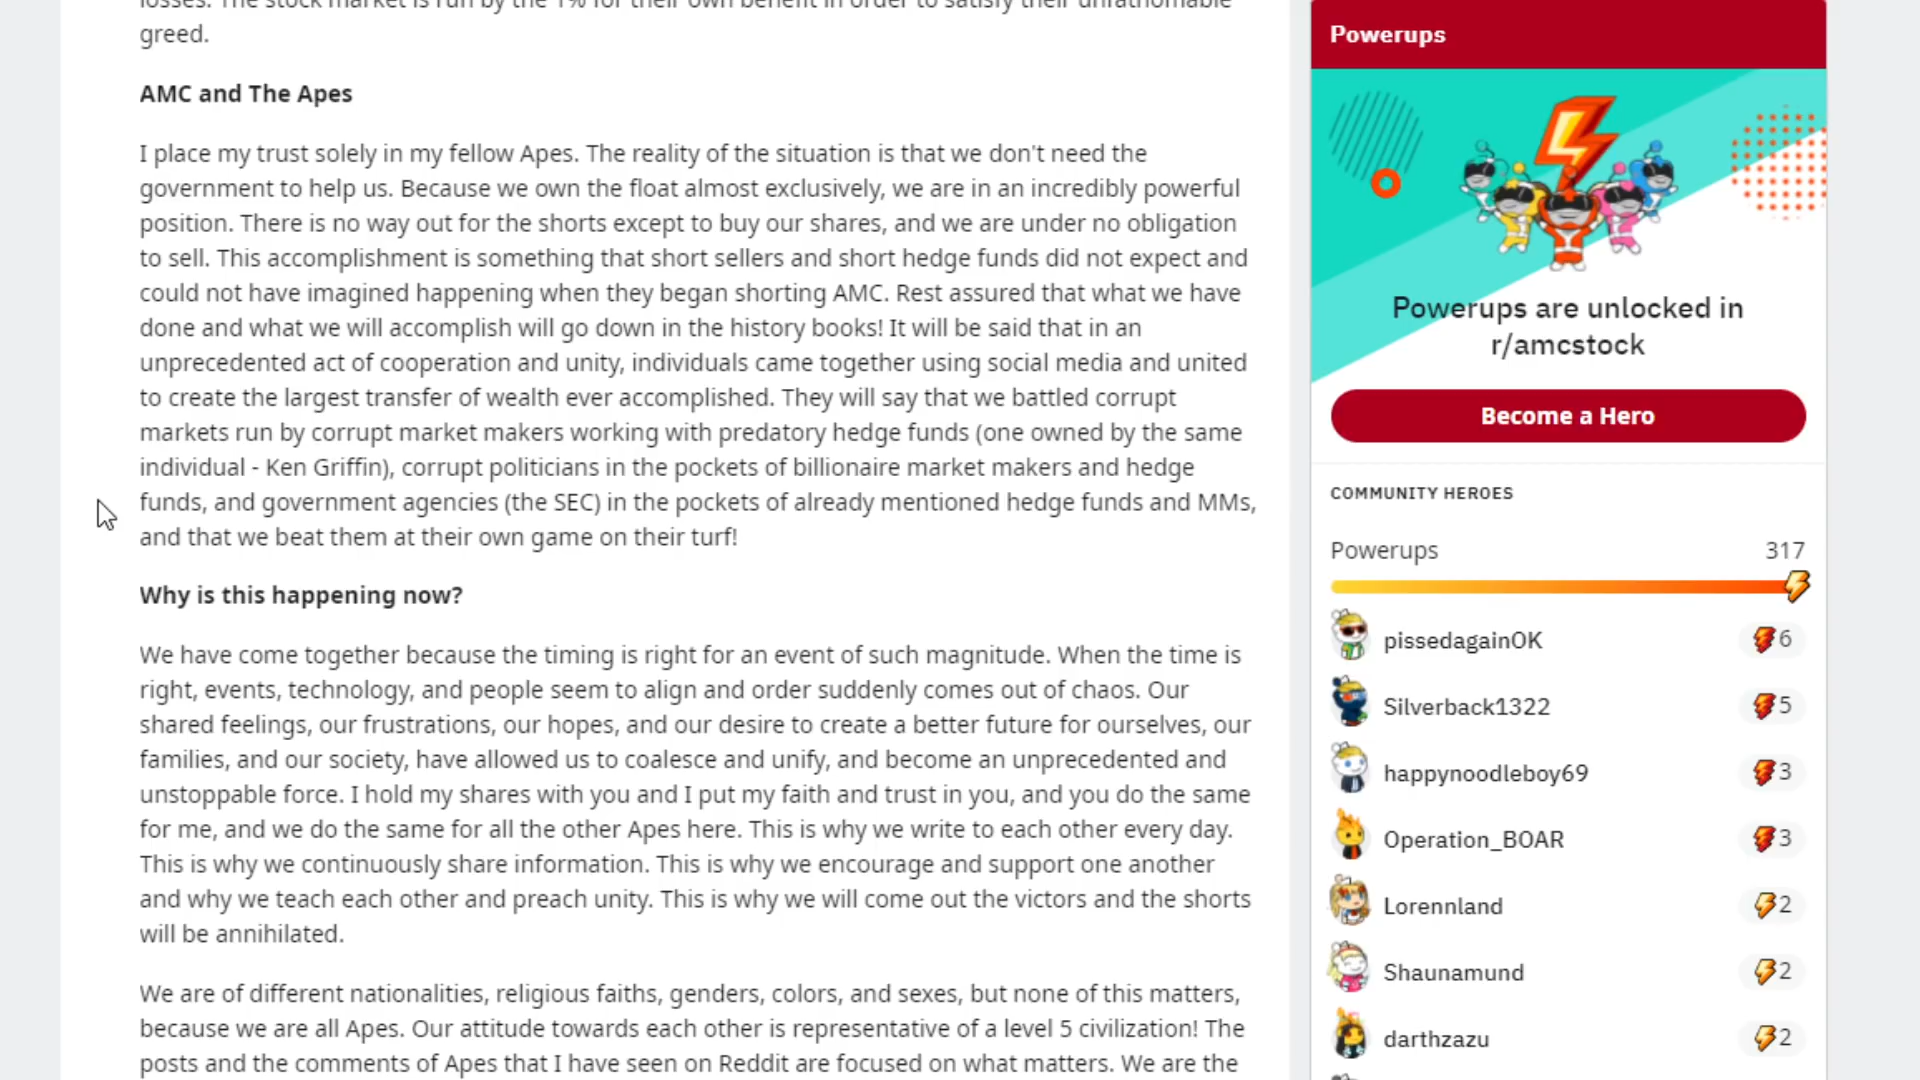 losses. The stock market is run by the 1% for their own benefit in order to satisfy their unfathomable
greed.
AMC and The Apes
I place my trust solely in my fellow Apes. The reality of the situation is that we don't need the
government to help us. Because we own the float almost exclusively, we are in an incredibly powerful
position. There is no way out for the shorts except to buy our shares, and we are under no obligation
to sell. This accomplishment is something that short sellers and short hedge funds did not expect and
could not have imagined happening when they began shorting AMC. Rest assured that what we have
done and what we will accomplish will go down in the history books! It will be said that in an
unprecedented act of cooperation and unity, individuals came together using social media and united
to create the largest transfer of wealth ever accomplished. They will say that we battled corrupt
markets run by corrupt market makers working with predatory hedge funds (one owned by the same
individual - Ken Griffin), corrupt politicians in the pockets of billionaire market makers and hedge
funds, and government agencies (the SEC) in the pockets of already mentioned hedge funds and MMs,
and that we beat them at their own game on their turf!
Why is this happening now?
We have come together because the timing is right for an event of such magnitude. When the time is
right, events, technology, and people seem to align and order suddenly comes out of chaos. Our
shared feelings, our frustrations, our hopes, and our desire to create a better future for ourselves, our
families, and our society, have allowed us to coalesce and unify, and become an unprecedented and
unstoppable force. I hold my shares with you and I put my faith and trust in you, and you do the same
for me, and we do the same for all the other Apes here. This is why we write to each other every day.
This is why we continuously share information. This is why we encourage and support one another
and why we teach each other and preach unity. This is why we will come out the victors and the shorts
will be annihilated.
We are of different nationalities, religious faiths, genders, colors, and sexes, but none of this matters,
because we are all Apes. Our attitude towards each other is representative of a level 5 civilization! The
posts and the comments of Apes that I have seen on Reddit are focused on what matters. We are the
Powerups
Powerups are unlocked in
r/amcstock
Become a Hero
COMMUNITY HEROES
Powerups 317
pissedagainOK 6
Silverback1322 5
happynoodleboy69 3
Operation_BOAR 3
Lorennland 2
Shaunamund 2
darthzazu 2